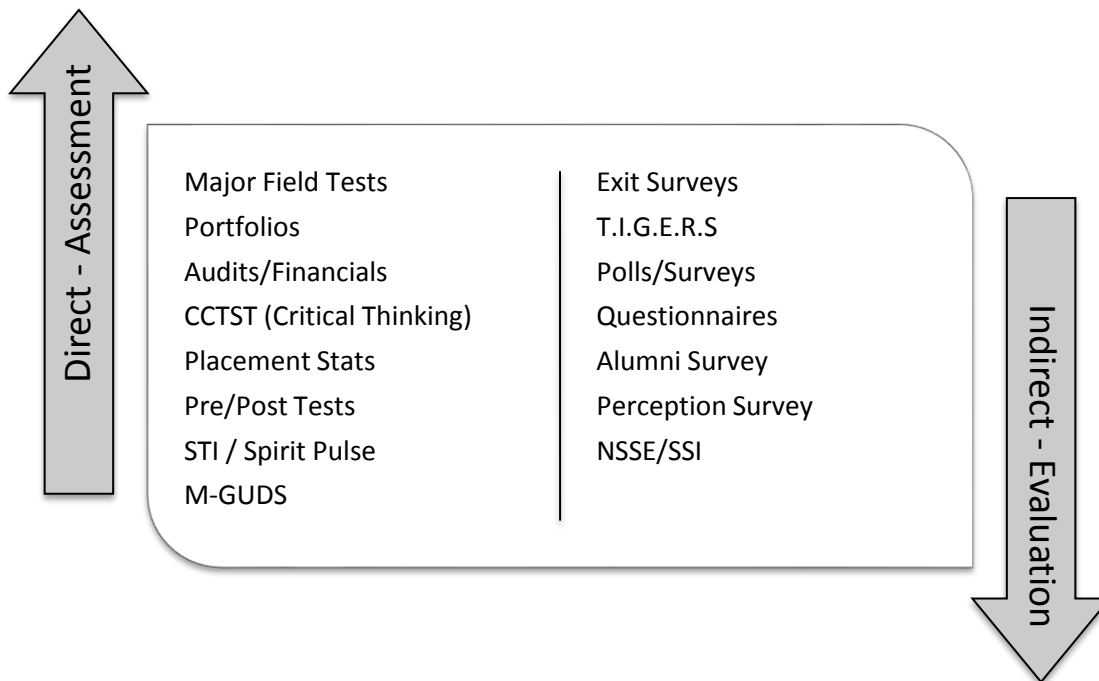 Direct - Assessment
Major Field Tests
Portfolios
Audits/Financials
CCTST (Critical Thinking)
Placement Stats
Pre/Post Tests
STI / Spirit Pulse
M-GUDS
Exit Surveys
T.I.G.E.R.S
Polls/Surveys
Questionnaires
Alumni Survey
Perception Survey
NSSE/SSI
Indirect - Evaluation